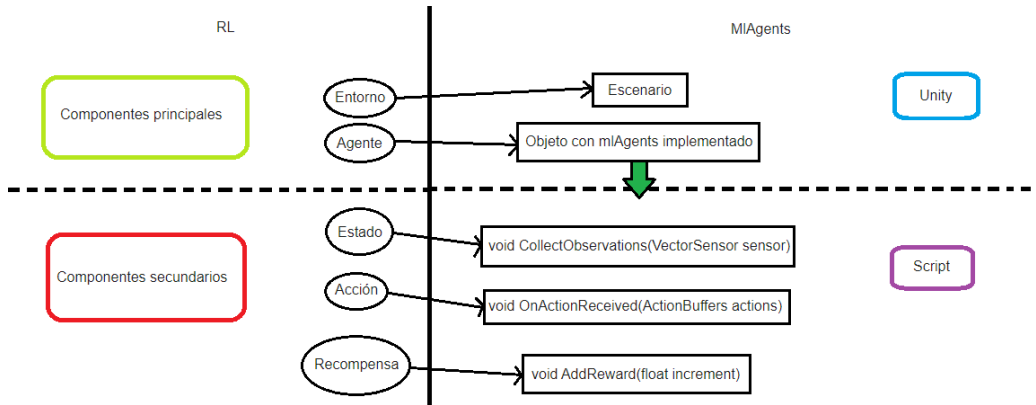 RL
MlAgents
Componentes principales
Entorno
Escenario
Unity
Agente
Objeto con mlAgents implementado
Estado
void CollectObservations(VectorSensor sensor)
Componentes secundarios
Script
Acción
void OnActionReceived(ActionBuffers actions)
Recompensa
void AddReward(float increment)